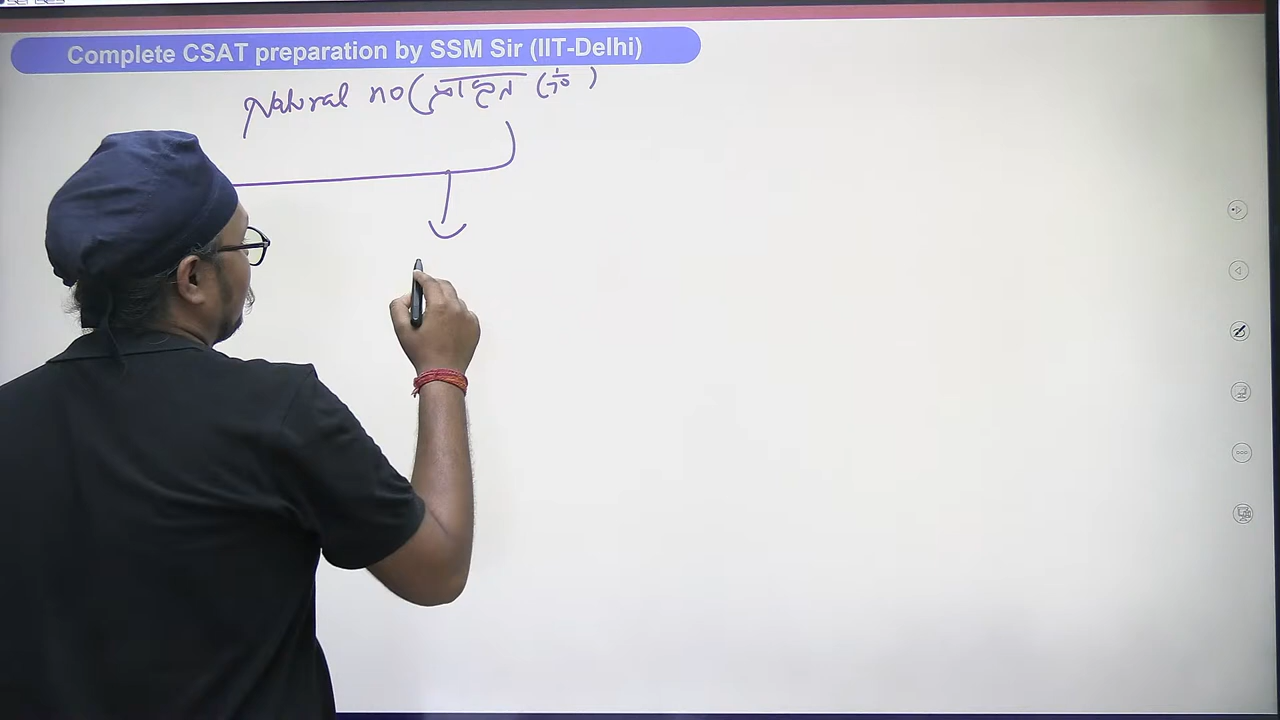 Complete CSAT preparation by SSM Sir (IIT-Delhi)
Natural no (